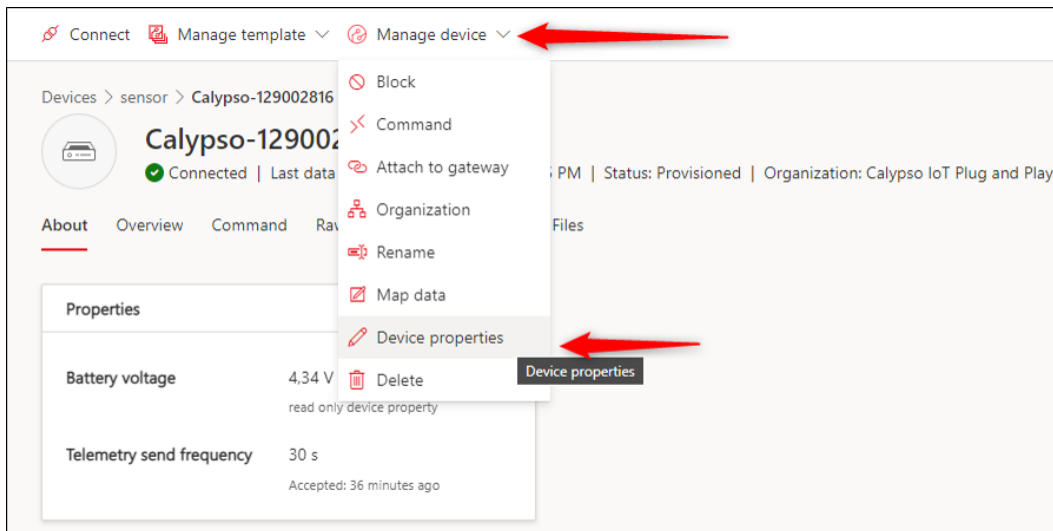 Connect Manage template Manage device
Block
Devices > sensor > Calypso-129002816
Command
Calypso-12900
Attach to gateway
Connected | Last data PM | Status: Provisioned | Organization: Calypso IoT Plug and Play
Organization
About Overview Command Files
Rename
Map data
Properties
Device properties
Device properties
Battery voltage 4,34 V
Delete
read only device property
Telemetry send frequency 30 s
Accepted: 36 minutes ago